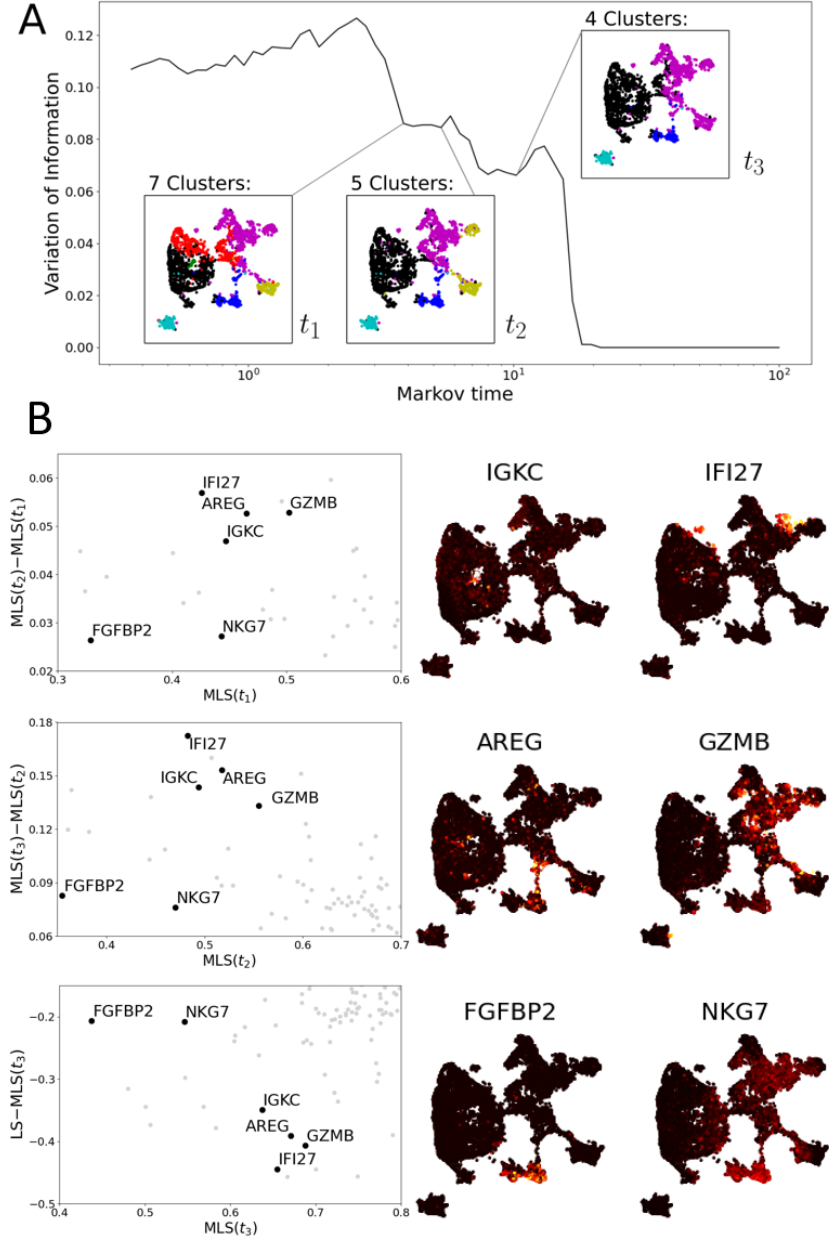 A
4 Clusters:
0.12
0.10
0.08
0.06
0.04
0.02
0.00
Variation of Information
t3
7 Clusters:
5 Clusters:
t1
t2
10⁰
10¹
10²
Markov time
B
0.06
0.05
0.04
0.03
0.02
MLS(t1)
MLS(t2)−MLS(t1)
IFI27
AREG
GZMB
IGKC
FGFBP2
NKG7
0.3
0.4
0.5
0.6
IGKC
IFI27
0.18
0.15
0.12
0.09
0.06
MLS(t3)−MLS(t2)
IFI27
IGKC
AREG
GZMB
FGFBP2
NKG7
0.4
0.5
0.6
0.7
MLS(t2)
AREG
GZMB
−0.2
−0.3
−0.4
−0.5
LS−MLS(t3)
FGFBP2
NKG7
IGKC
AREG
GZMB
IFI27
0.4
0.5
0.6
0.7
0.8
MLS(t3)
FGFBP2
NKG7